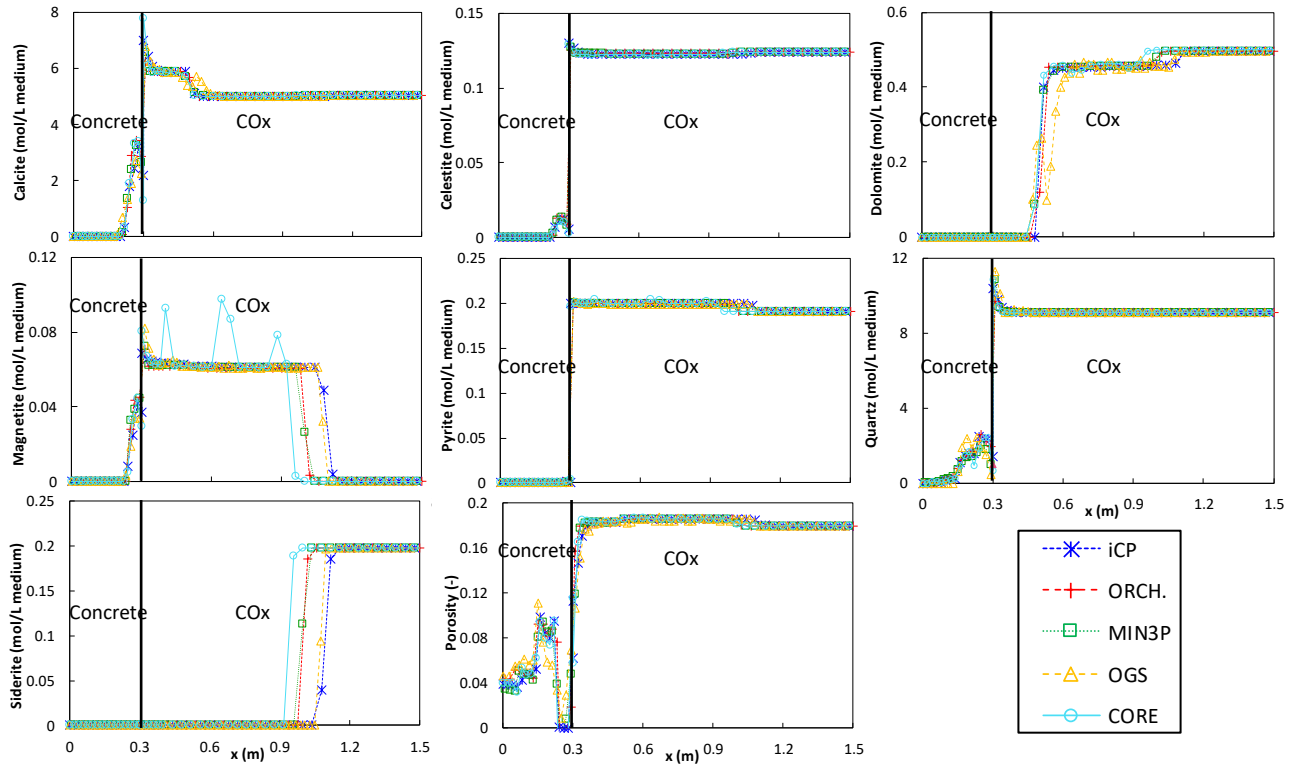 8
6
4
2
0
Calcite (mol/L medium)
Concrete
COx
0.15
0.1
0.05
0
Celestite (mol/L medium)
Concrete
COx
0.6
0.4
0.2
0
Dolomite (mol/L medium)
Concrete
COx
0.12
0.08
0.04
0
Magnetite (mol/L medium)
Concrete
COx
0.25
0.2
0.15
0.1
0.05
0
Pyrite (mol/L medium)
Concrete
COx
12
9
6
3
0
Quartz (mol/L medium)
Concrete
COx
0 0.3 0.6 0.9 1.2 1.5
x (m)
0.25
0.2
0.15
0.1
0.05
0
Siderite (mol/L medium)
Concrete
COx
0 0.3 0.6 0.9 1.2 1.5
x (m)
0.2
0.16
0.12
0.08
0.04
0
Porosity (-)
Concrete
COx
0 0.3 0.6 0.9 1.2 1.5
x (m)
iCP
ORCH.
MIN3P
OGS
CORE